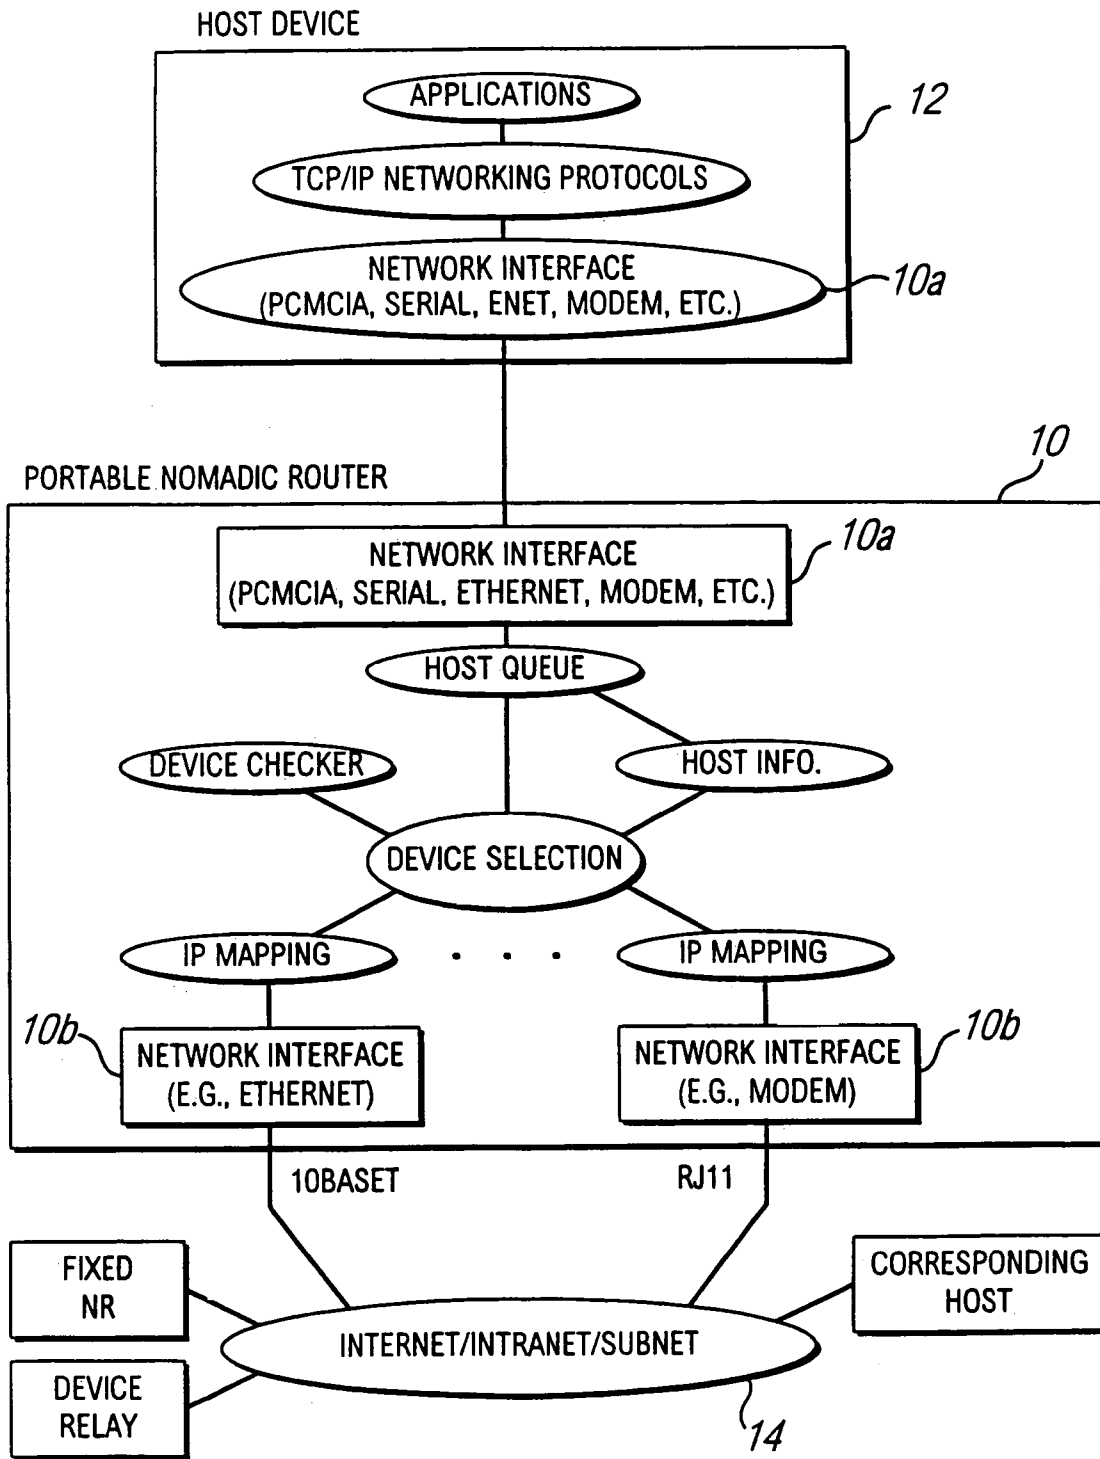 HOST DEVICE
APPLICATIONS
12
TCP/IP NETWORKING PROTOCOLS
NETWORK INTERFACE
(PCMCIA, SERIAL, ENET, MODEM, ETC.)
10a
PORTABLE NOMADIC ROUTER
10
NETWORK INTERFACE
(PCMCIA, SERIAL, ETHERNET, MODEM, ETC.)
10a
HOST QUEUE
DEVICE CHECKER
HOST INFO.
DEVICE SELECTION
IP MAPPING
. . .
IP MAPPING
10b
NETWORK INTERFACE
(E.G., ETHERNET)
NETWORK INTERFACE
(E.G., MODEM)
10b
10BASET
RJ11
FIXED
NR
CORRESPONDING
HOST
INTERNET/INTRANET/SUBNET
DEVICE
RELAY
14